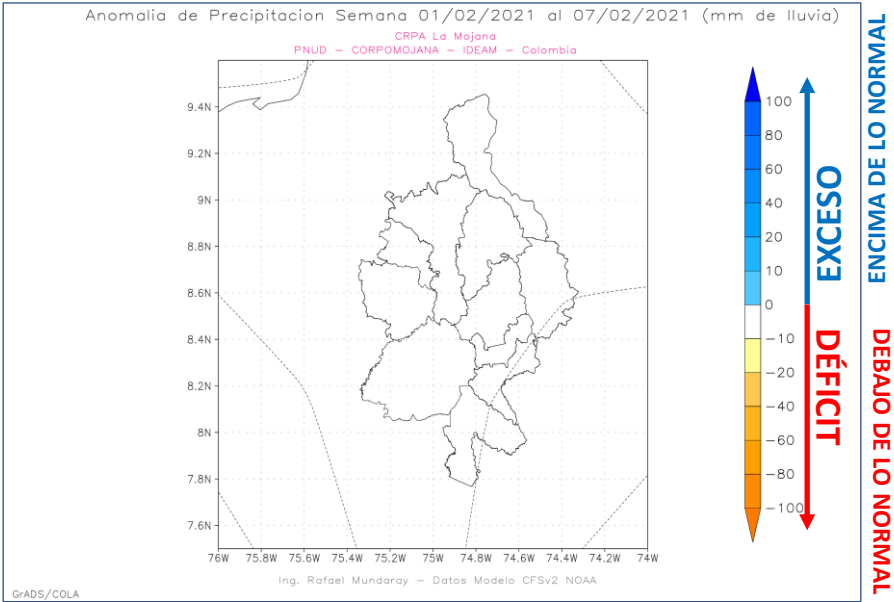 Anomalia de Precipitacion Semana 01/02/2021 al 07/02/2021 (mm de lluvia)
CRPA La Mojana
PNUD – CORPOMOJANA – IDEAM – Colombia
9.4N
9.2N
9N
8.8N
8.6N
8.4N
8.2N
8N
7.8N
7.6N
76W 75.8W 75.6W 75.4W 75.2W 75W 74.8W 74.6W 74.4W 74.2W 74W
Ing. Rafael Mundaray – Datos Modelo CFSv2 NOAA
GrADS/COLA
100
80
60
40
20
10
0
−10
−20
−40
−60
−80
−100
EXCESO
DÉFICIT
ENCIMA DE LO NORMAL
DEBAJO DE LO NORMAL